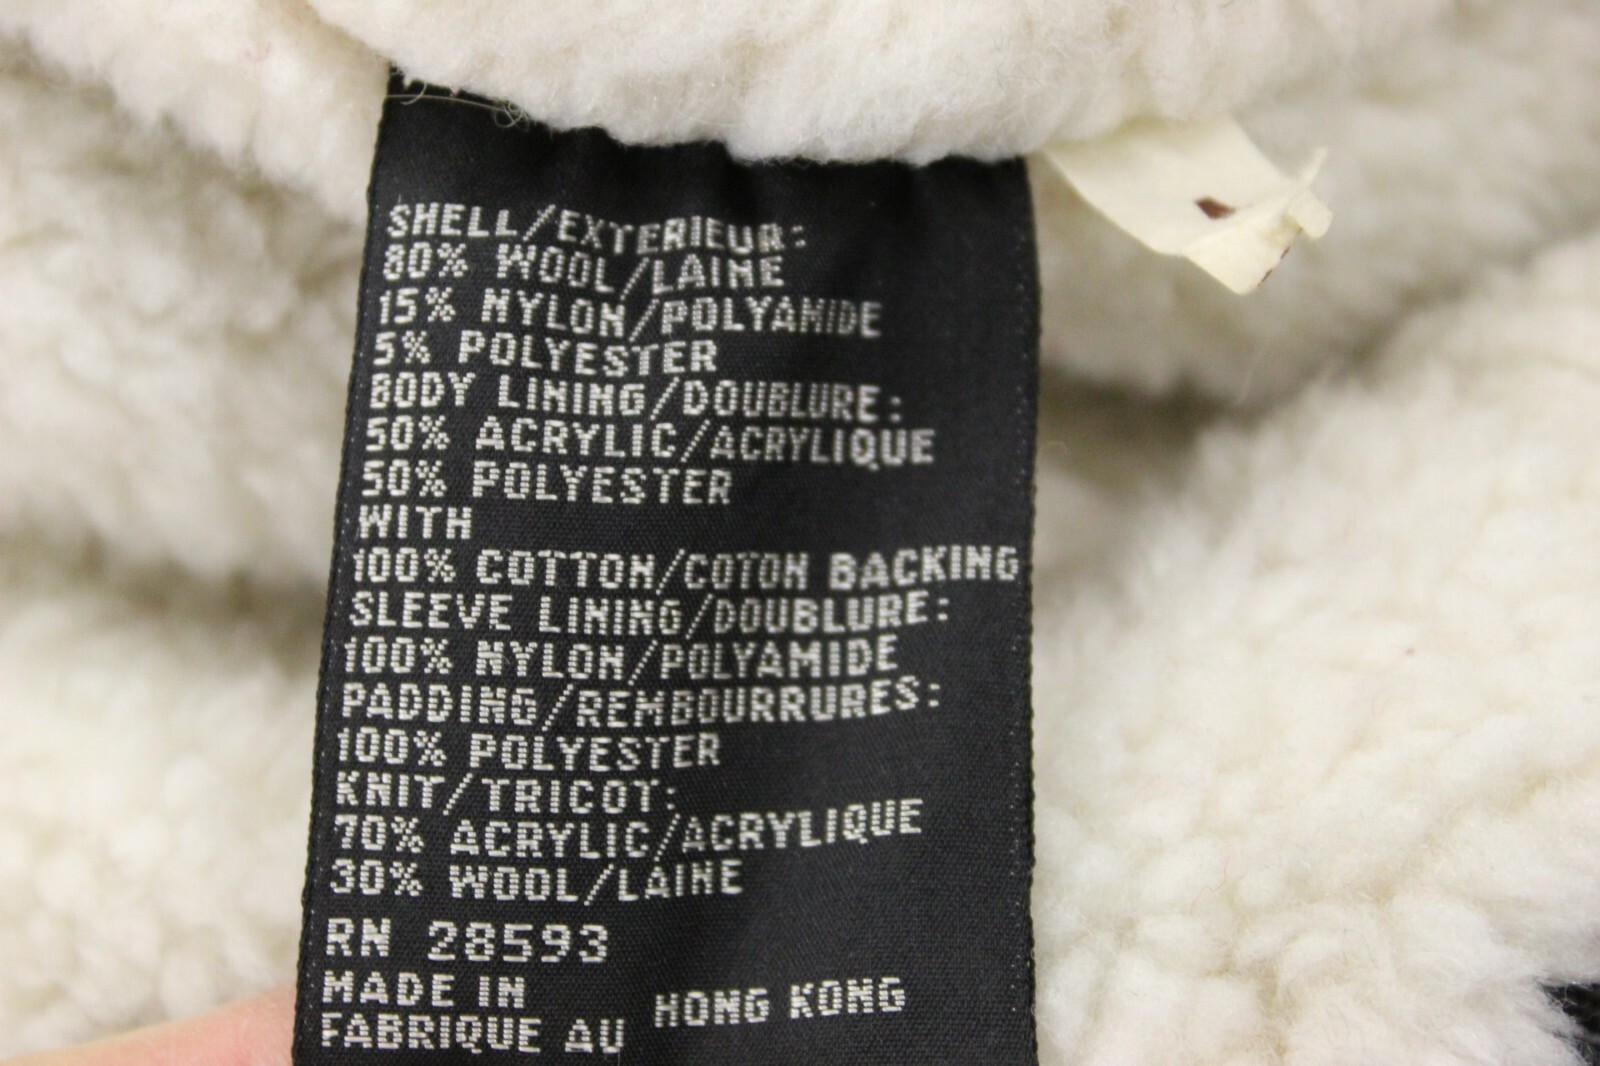 SHELL/EXTERIEUR:
80% WOOL/LAINE
15% NYLON/POLYAMIDE
5% POLYESTER
BODY LINING/DOUBLURE:
50% ACRYLIC/ACRYLIQUE
50% POLYESTER
WITH
100% COTTON/COTON BACKING
SLEEVE LINING/DOUBLURE:
100% NYLON/POLYAMIDE
PADDING/REMBOURRURES:
100% POLYESTER
KNIT/TRICOT:
70% ACRYLIC/ACRYLIQUE
30% WOOL/LAINE
RN 28593
MADE IN
FABRIQUE AU HONG KONG